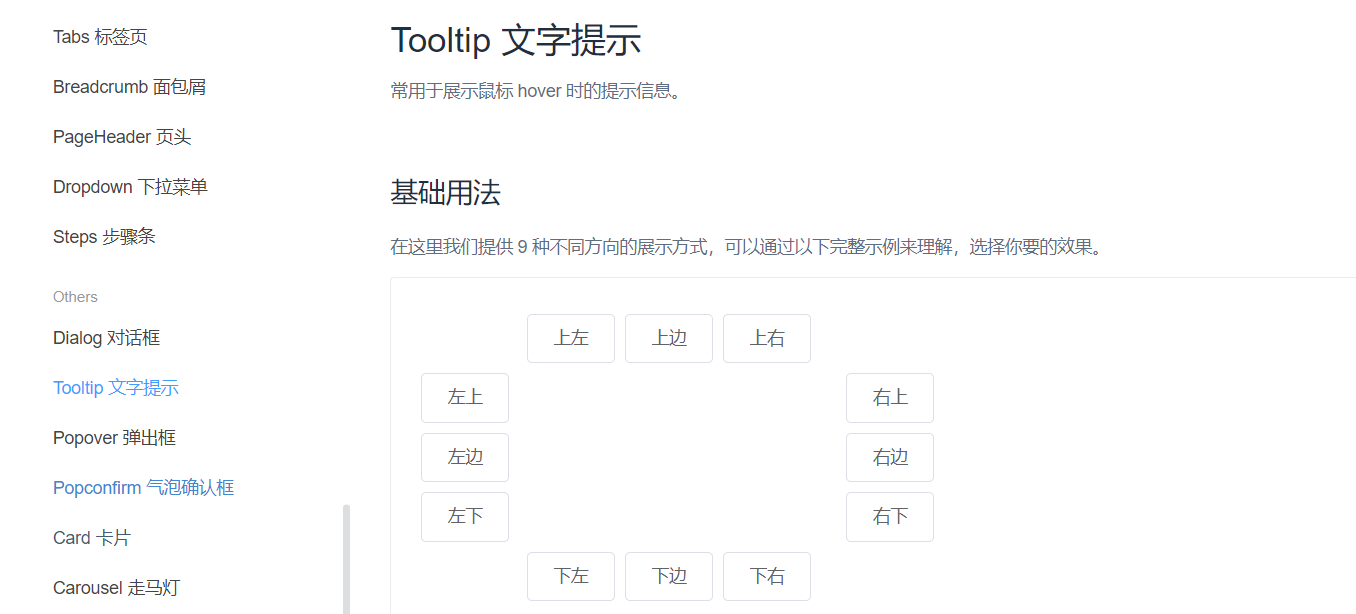 Tabs 标签页
Breadcrumb 面包屑
PageHeader 页头
Dropdown 下拉菜单
Steps 步骤条
Others
Dialog 对话框
Tooltip 文字提示
Popover 弹出框
Popconfirm 气泡确认框
Card 卡片
Carousel 走马灯
Tooltip 文字提示
常用于展示鼠标 hover 时的提示信息。
基础用法
在这里我们提供 9 种不同方向的展示方式，可以通过以下完整示例来理解，选择你要的效果。
上左 上边 上右
左上 右上
左边 右边
左下 右下
下左 下边 下右